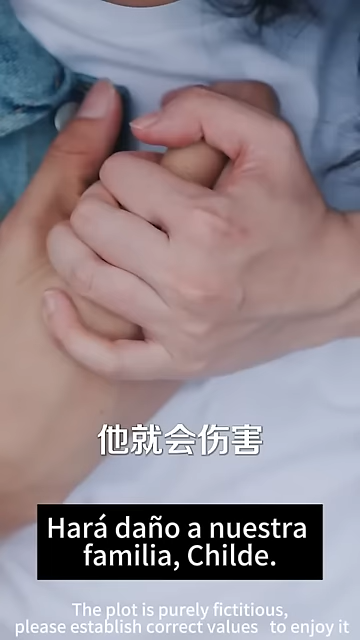 他就会伤害
Hará daño a nuestra
familia, Childe.
The plot is purely fictitious,
please establish correct values to enjoy it